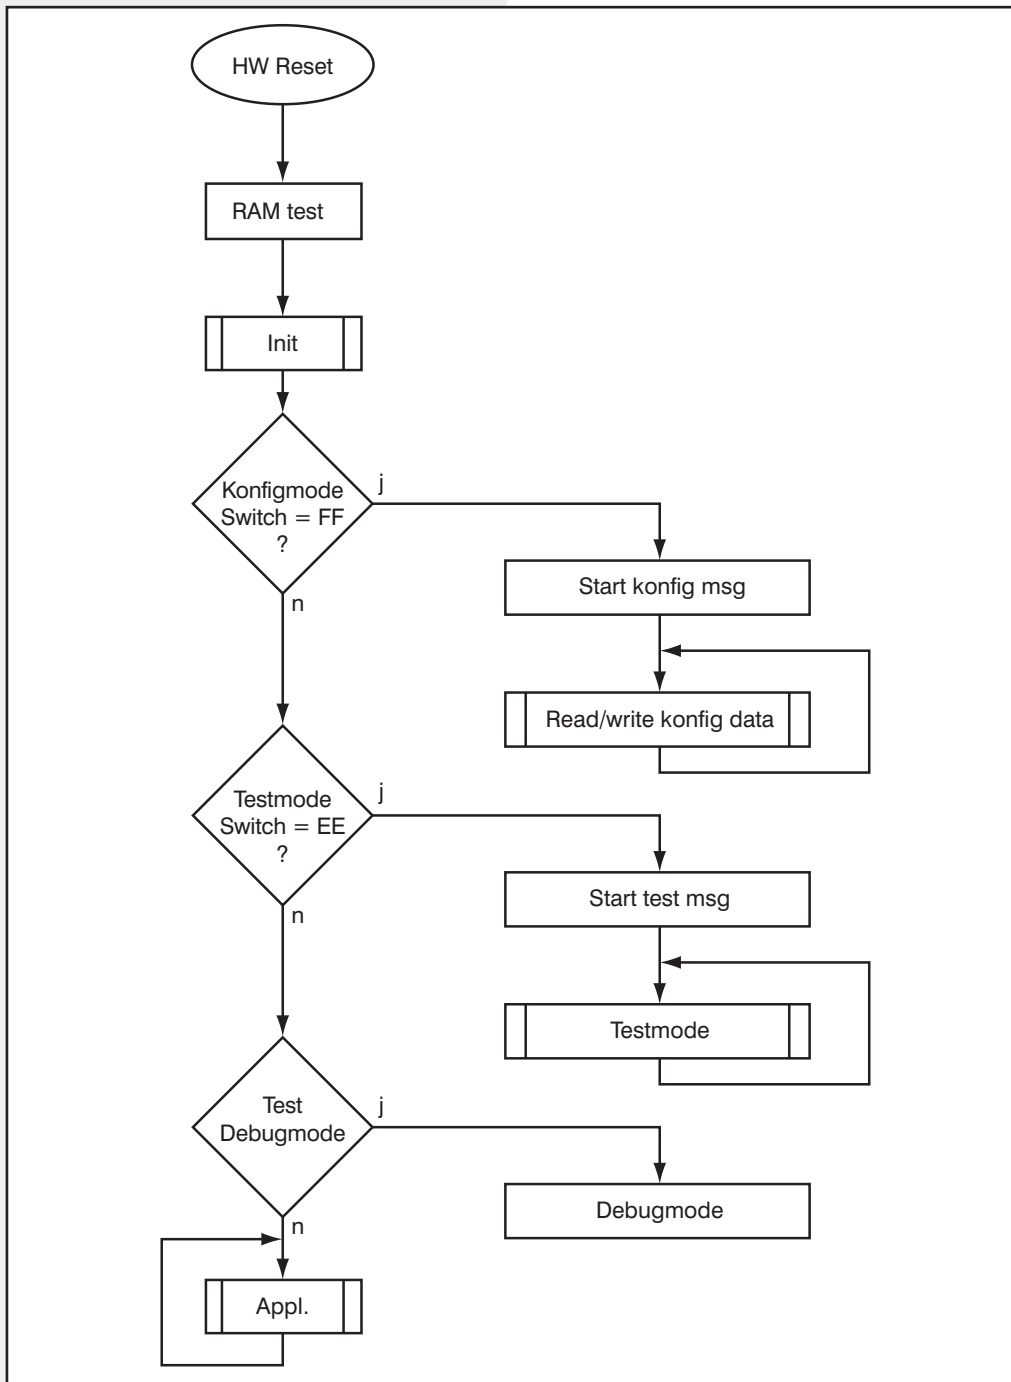 HW Reset
RAM test
Init
Konfigmode
Switch = FF
?
j
n
Start konfig msg
Read/write konfig data
Testmode
Switch = EE
?
j
n
Start test msg
Testmode
Test
Debugmode
j
n
Debugmode
Appl.